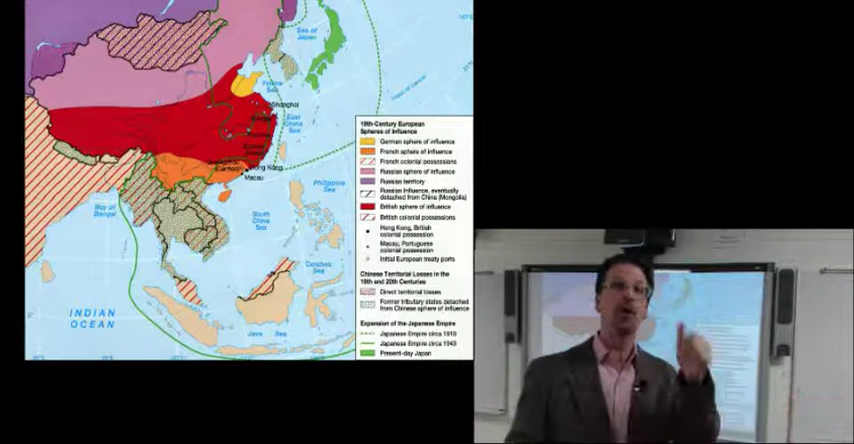 Sea of
Japan
Yellow
Sea
Shanghai
East
China
Sea
Hong Kong
Macau
Bay of
Bengal
South
China
Sea
Philippine
Sea
Celebes
Sea
Java Sea
INDIAN
OCEAN
19th-Century European
Spheres of Influence
German sphere of influence
French sphere of influence
French colonial possessions
Russian sphere of influence
Russian territory
Russian Influence, eventually
detached from China (Mongolia)
British sphere of influence
British colonial possessions
Hong Kong, British
colonial possession
Macau, Portuguese
colonial possession
Initial European treaty ports
Chinese Territorial Losses in the
19th and 20th Centuries
Direct territorial losses
Former tributary states detached
from Chinese sphere of influence
Expansion of the Japanese Empire
Japanese Empire circa 1910
Japanese Empire circa 1943
Present-day Japan